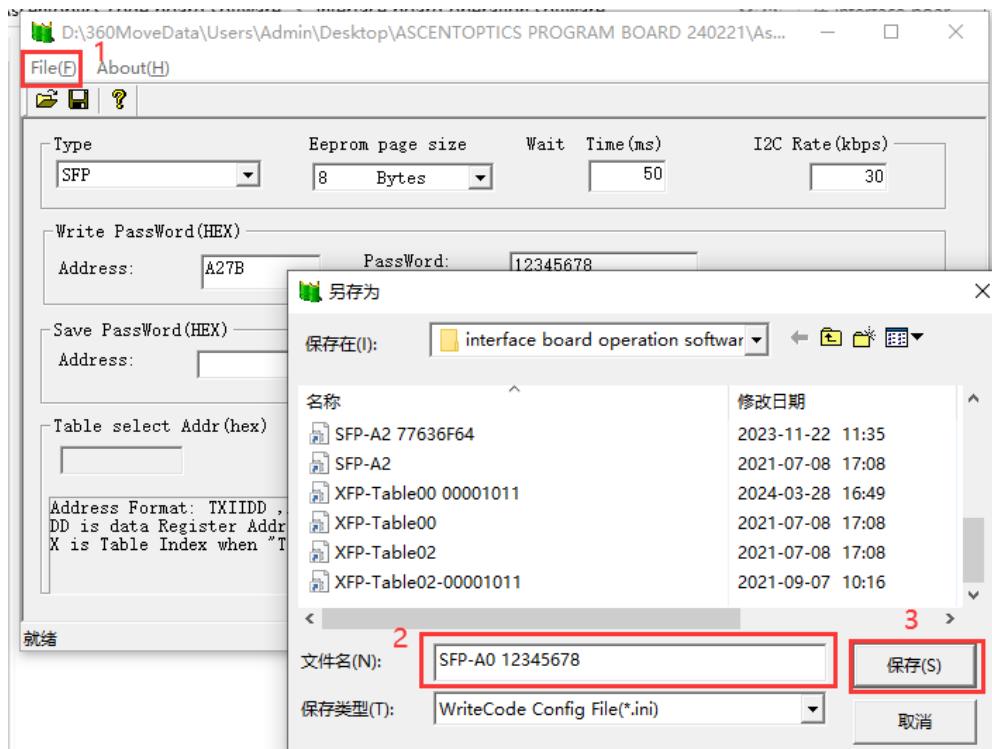 D:\360MoveData\Users\Admin\Desktop\ASCENTOPTICS PROGRAM BOARD 240221\As...
1
File(F) About(H)
Type Eeprom page size Wait Time(ms) I2C Rate(kbps)
SFP 8 Bytes 50 30
Write PassWord(HEX)
Address: A27B PassWord: 12345678
另存为
Save PassWord(HEX)
保存在(I): interface board operation softwar
Address:
名称 修改日期
Table select Addr(hex)
SFP-A2 77636F64 2023-11-22 11:35
SFP-A2 2021-07-08 17:08
XFP-Table00 00001011 2024-03-28 16:49
XFP-Table00 2021-07-08 17:08
XFP-Table02 2021-07-08 17:08
XFP-Table02-00001011 2021-09-07 10:16
Address Format: TXIIDD ,
DD is data Register Addr
X is Table Index when "T
就绪
2
3
文件名(N): SFP-A0 12345678 保存(S)
保存类型(T): WriteCode Config File(*.ini) 取消